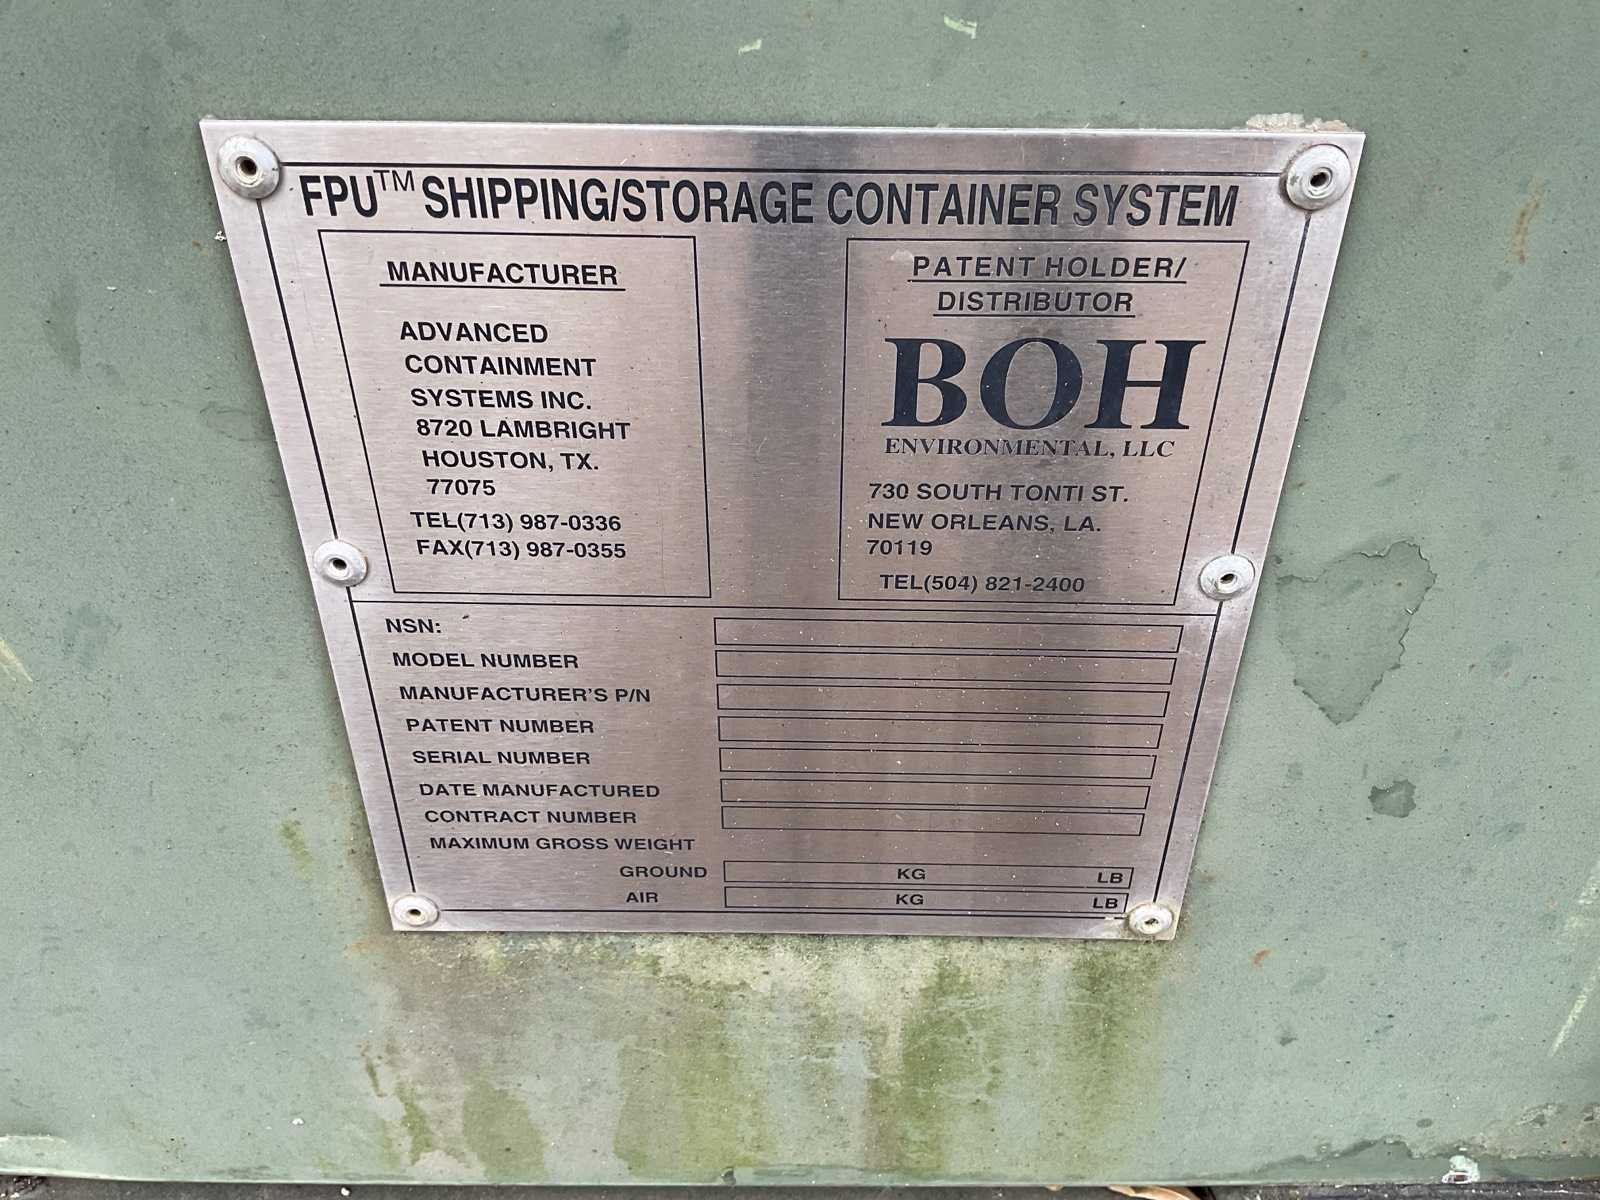 FPU™ SHIPPING/STORAGE CONTAINER SYSTEM
MANUFACTURER
ADVANCED
CONTAINMENT
SYSTEMS INC.
8720 LAMBRIGHT
HOUSTON, TX.
77075
TEL(713) 987-0336
FAX(713) 987-0355
PATENT HOLDER/
DISTRIBUTOR
BOH
ENVIRONMENTAL, LLC
730 SOUTH TONTI ST.
NEW ORLEANS, LA.
70119
TEL(504) 821-2400
NSN:
MODEL NUMBER
MANUFACTURER'S P/N
PATENT NUMBER
SERIAL NUMBER
DATE MANUFACTURED
CONTRACT NUMBER
MAXIMUM GROSS WEIGHT
GROUND KG LB
AIR KG LB